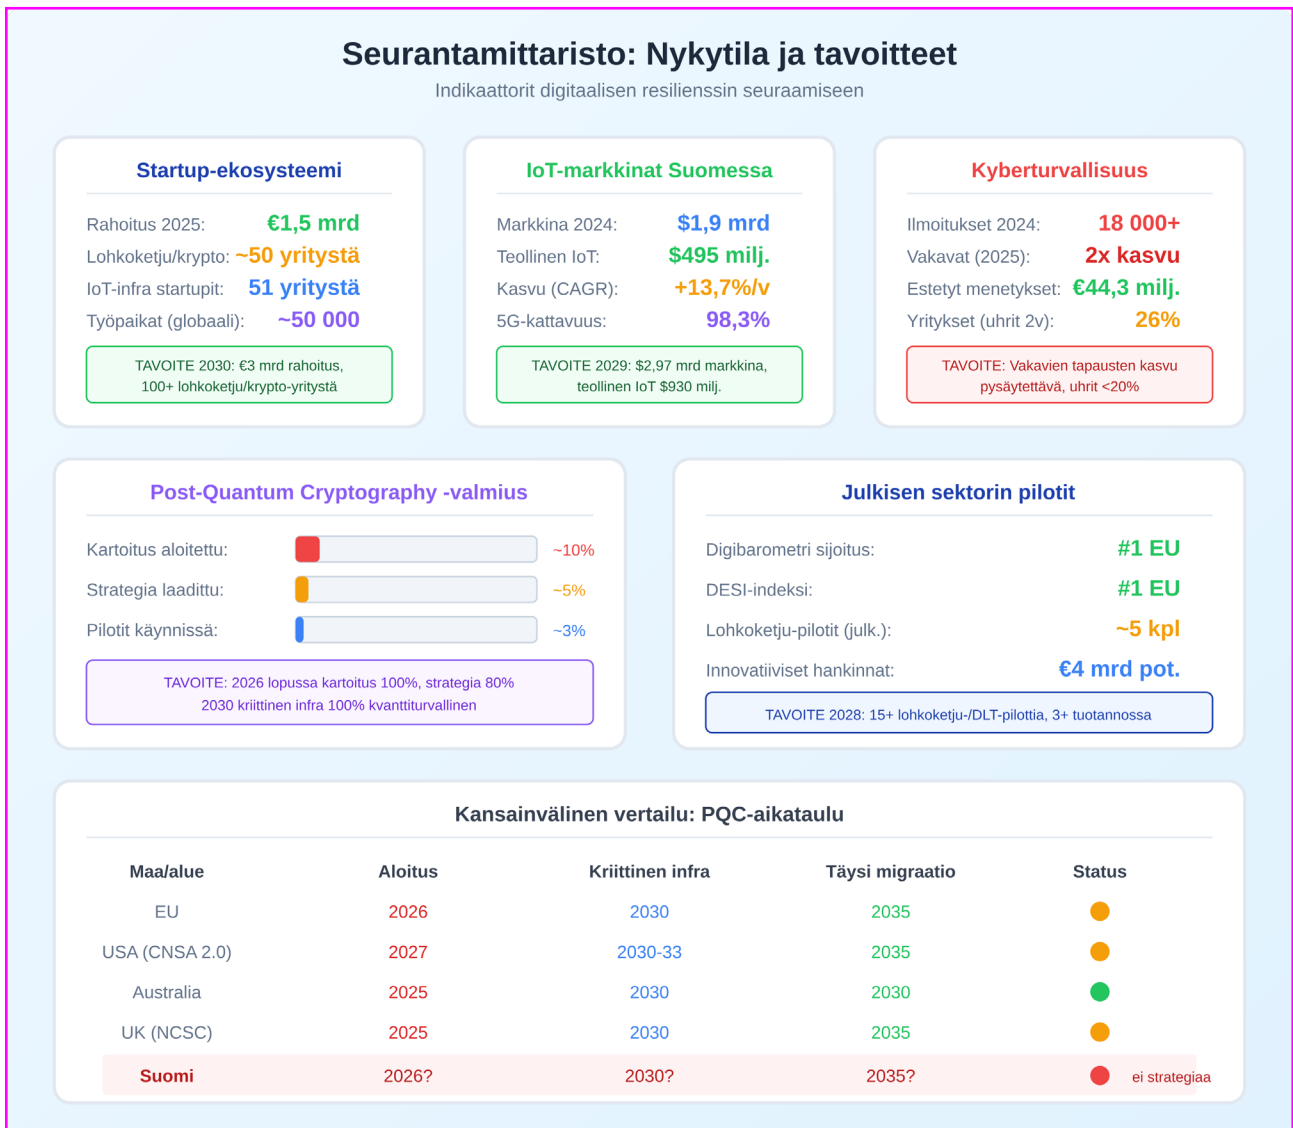 Seurantamittaristo: Nykytila ja tavoitteet
Indikaattorit digitaalisen resilienssin seuraamiseen
Startup-ekosysteemi
Rahoitus 2025: €1,5 mrd
Lohkoketju/krypto: ~50 yritystä
IoT-infra startupit: 51 yritystä
Työpaikat (globaali): ~50 000
TAVOITE 2030: €3 mrd rahoitus,
100+ lohkoketju/krypto-yritystä
IoT-markkinat Suomessa
Markkina 2024: $1,9 mrd
Teollinen IoT: $495 milj.
Kasvu (CAGR): +13,7%/v
5G-kattavuus: 98,3%
TAVOITE 2029: $2,97 mrd markkina,
teollinen IoT $930 milj.
Kyberturvallisuus
Ilmoitukset 2024: 18 000+
Vakavat (2025): 2x kasvu
Estetyt menetykset: €44,3 milj.
Yritykset (uhrit 2v): 26%
TAVOITE: Vakavien tapausten kasvu
pysäytettävä, uhrit <20%
Post-Quantum Cryptography -valmius
Kartoitus aloitettu: ~10%
Strategia laadittu: ~5%
Pilotit käynnissä: ~3%
TAVOITE: 2026 lopussa kartoitus 100%, strategia 80%
2030 kriittinen infra 100% kvanttiturvallinen
Julkisen sektorin pilotit
Digibarometri sijoitus: #1 EU
DESI-indeksi: #1 EU
Lohkoketju-pilotit (julk.): ~5 kpl
Innovatiiviset hankinnat: €4 mrd pot.
TAVOITE 2028: 15+ lohkoketju-/DLT-pilottia, 3+ tuotannossa
Kansainvälinen vertailu: PQC-aikataulu
Maa/alue Aloitus Kriittinen infra Täysi migraatio Status
EU 2026 2030 2035
USA (CNSA 2.0) 2027 2030-33 2035
Australia 2025 2030 2030
UK (NCSC) 2025 2030 2035
Suomi 2026? 2030? 2035? ei strategiaa